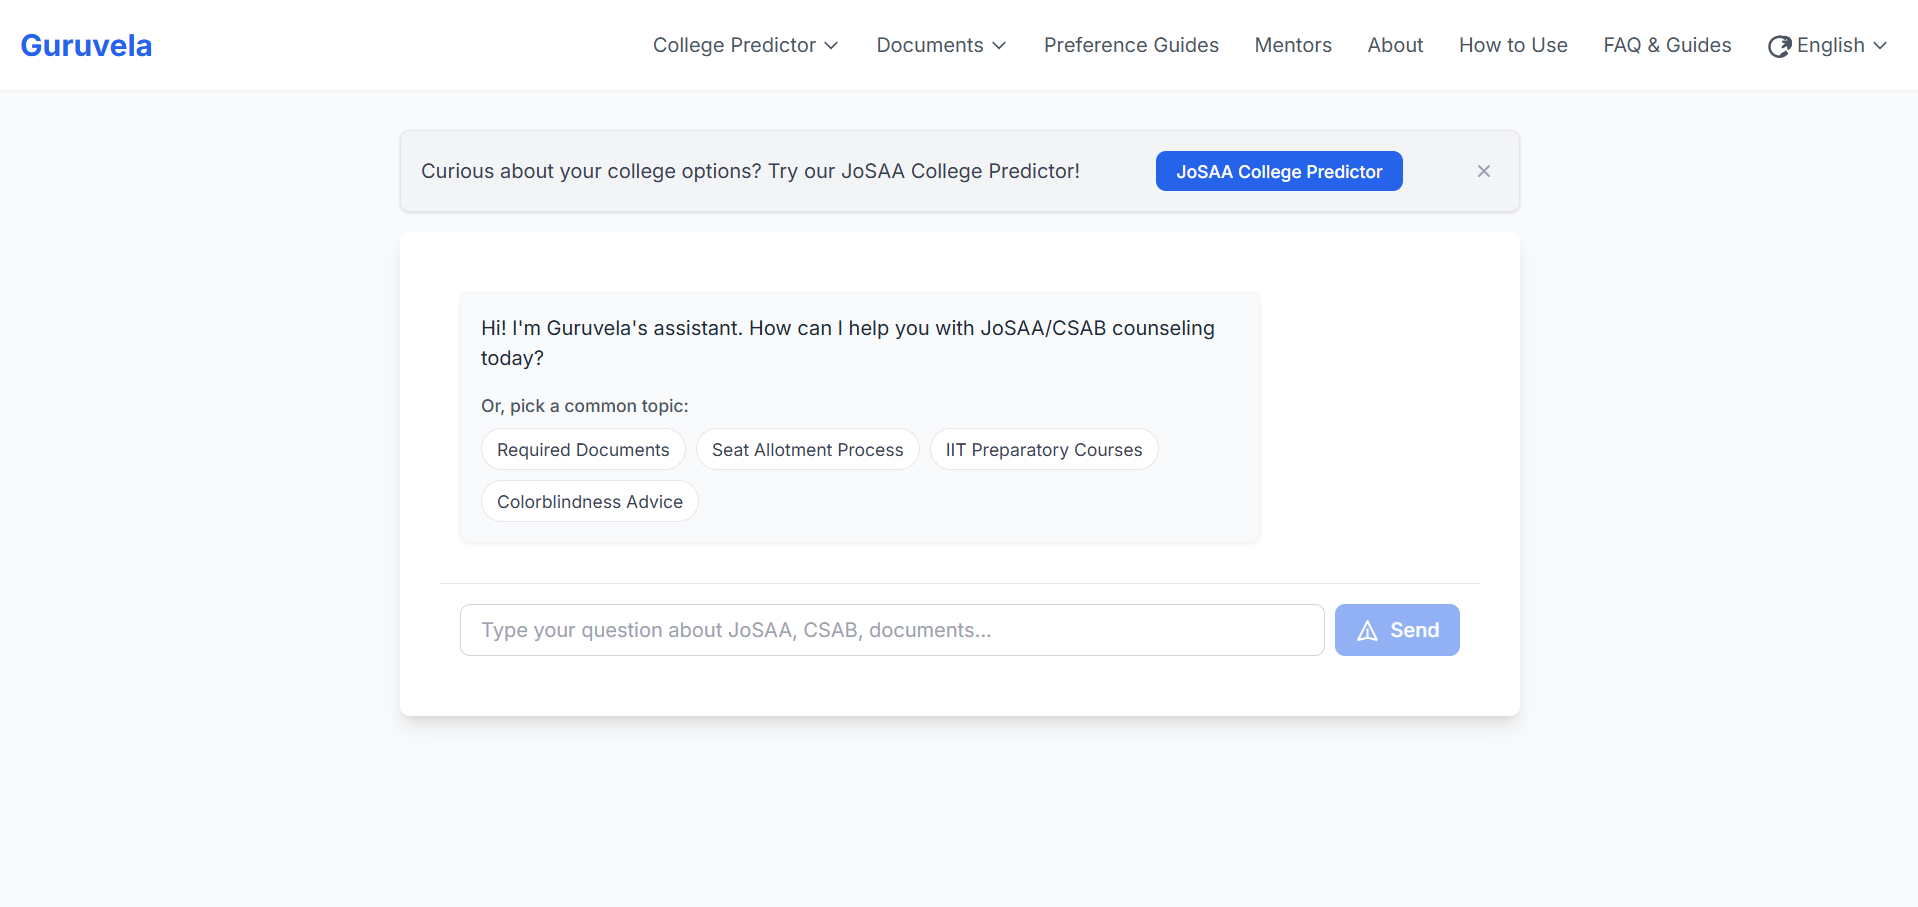 Guruvela
College Predictor
Documents
Preference Guides
Mentors
About
How to Use
FAQ & Guides
English
Curious about your college options? Try our JoSAA College Predictor!
JoSAA College Predictor
Hi! I'm Guruvela's assistant. How can I help you with JoSAA/CSAB counseling
today?
Or, pick a common topic:
Required Documents
Seat Allotment Process
IIT Preparatory Courses
Colorblindness Advice
Type your question about JoSAA, CSAB, documents...
Send